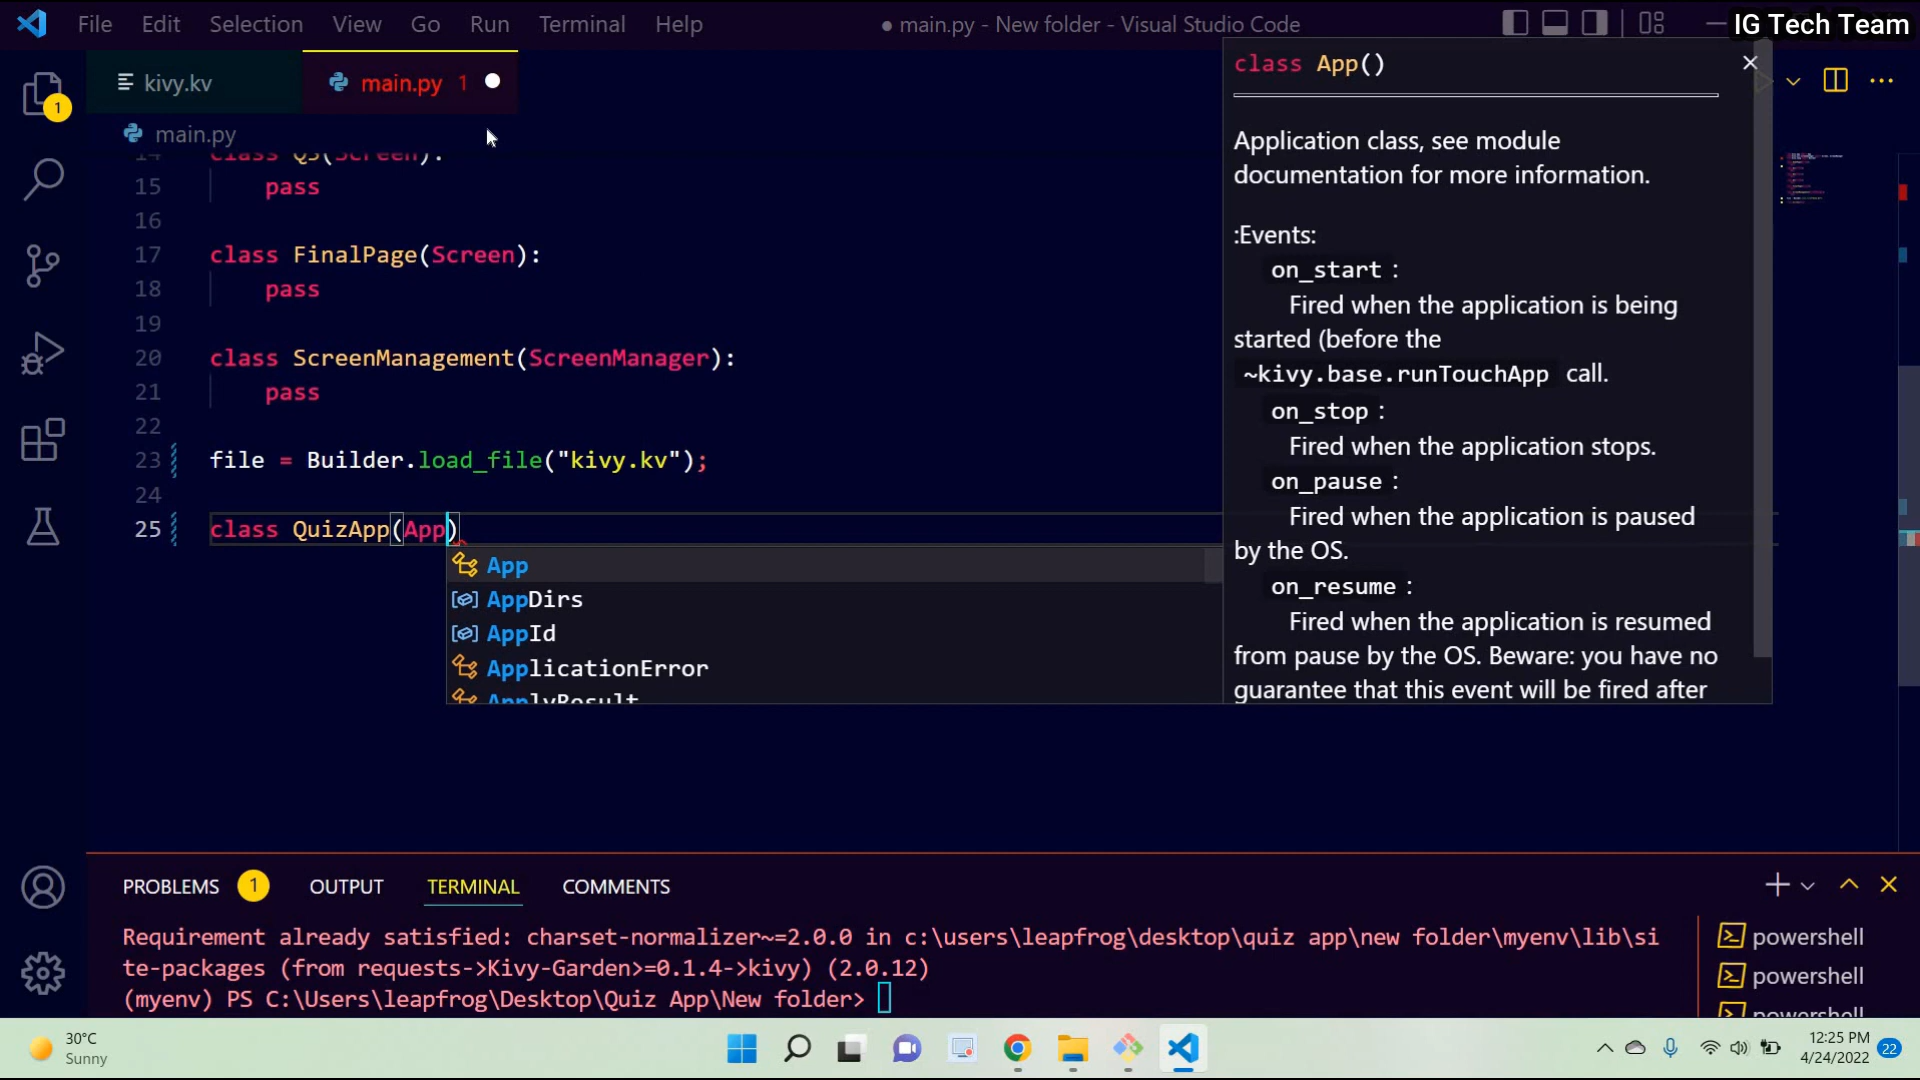 File Edit Selection View Go Run Terminal Help
● main.py - New folder - Visual Studio Code
IG Tech Team
1
kivy.kv
main.py 1
main.py
15 pass
16
17 class FinalPage(Screen):
18 pass
19
20 class ScreenManagement(ScreenManager):
21 pass
22
23 file = Builder.load_file("kivy.kv");
24
25 class QuizApp(App)
App
AppDirs
AppId
ApplicationError
ApplyResult
class App()
Application class, see module
documentation for more information.
:Events:
on_start :
Fired when the application is being
started (before the
~kivy.base.runTouchApp call.
on_stop :
Fired when the application stops.
on_pause :
Fired when the application is paused
by the OS.
on_resume :
Fired when the application is resumed
from pause by the OS. Beware: you have no
guarantee that this event will be fired after
PROBLEMS 1 OUTPUT TERMINAL COMMENTS
Requirement already satisfied: charset-normalizer~=2.0.0 in c:\users\leapfrog\desktop\quiz app\new folder\myenv\lib\si
te-packages (from requests->Kivy-Garden>=0.1.4->kivy) (2.0.12)
(myenv) PS C:\Users\leapfrog\Desktop\Quiz App\New folder>
powershell
powershell
powershell
30°C
Sunny
12:25 PM
4/24/2022
22